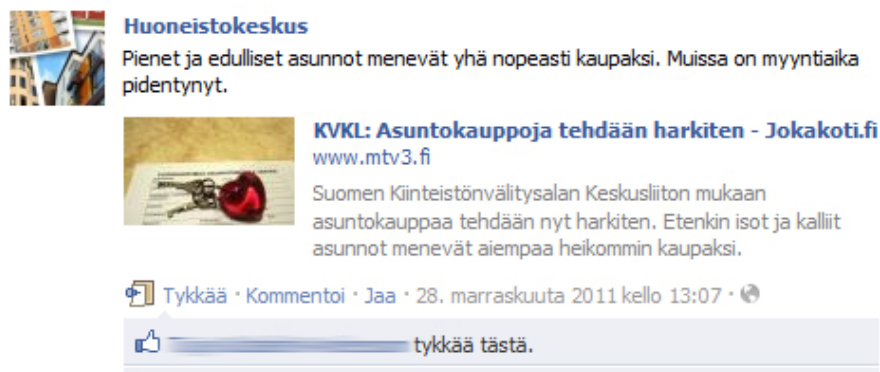 Huoneistokeskus
Pienet ja edulliset asunnot menevät yhä nopeasti kaupaksi. Muissa on myyntiaika
pidentynyt.
KVKL: Asuntokauppoja tehdään harkiten - Jokakoti.fi
www.mtv3.fi
Suomen Kiinteistönvälitysalan Keskusliiton mukaan
asuntokauppaa tehdään nyt harkiten. Etenkin isot ja kalliit
asunnot menevät aiempaa heikommin kaupaksi.
Tykkää · Kommentoi · Jaa · 28. marraskuuta 2011 kello 13:07 ·
tykkää tästä.